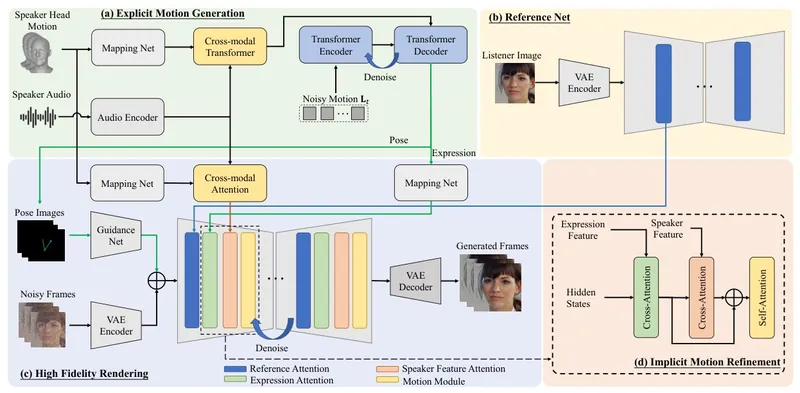 (a) Explicit Motion Generation
Speaker Head
Motion
Mapping Net
Cross-modal
Transformer
Transformer
Encoder
Transformer
Decoder
Denoise
Speaker Audio
Audio Encoder
Noisy Motion Lt
...
Pose
Expression
(b) Reference Net
Listener Image
VAE
Encoder
...
Mapping Net
Cross-modal
Attention
Mapping Net
Pose Images
Guidance
Net
Noisy Frames
VAE
Encoder
...
Denoise
VAE
Decoder
Generated Frames
(c) High Fidelity Rendering
Reference Attention
Expression Attention
Speaker Feature Attention
Motion Module
Expression
Feature
Speaker
Feature
Hidden
States
Cross-Attention
Cross-Attention
Self-Attention
(d) Implicit Motion Refinement